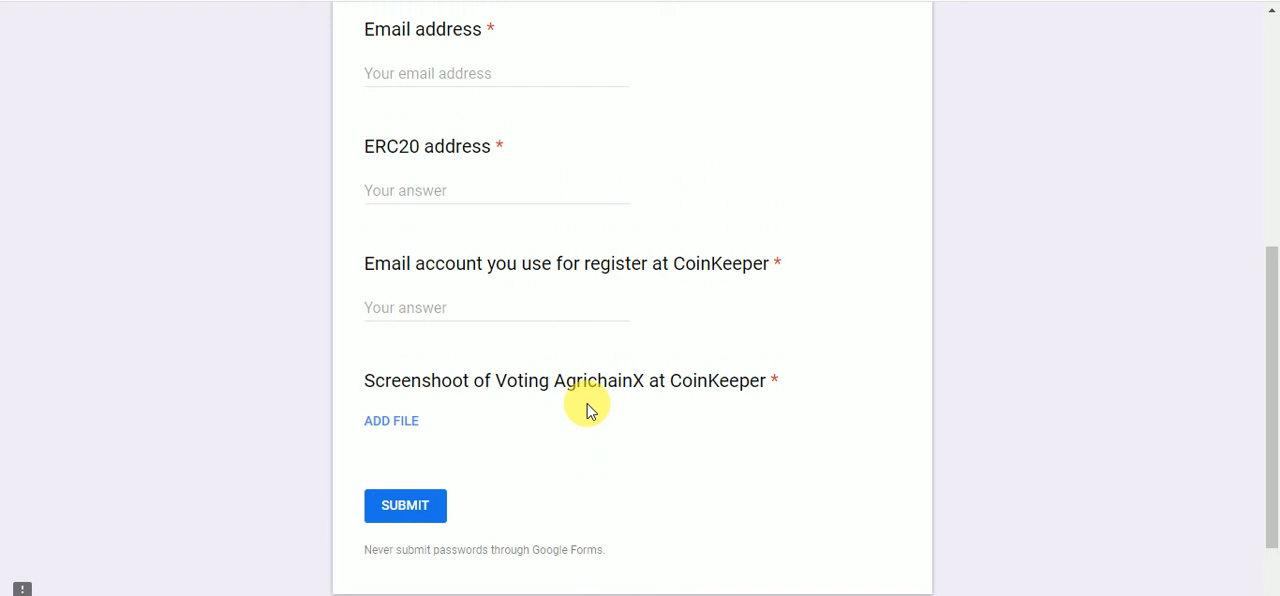 Email address *
Your email address
ERC20 address *
Your answer
Email account you use for register at CoinKeeper *
Your answer
Screenshoot of Voting AgrichainX at CoinKeeper *
ADD FILE
SUBMIT
Never submit passwords through Google Forms.
!